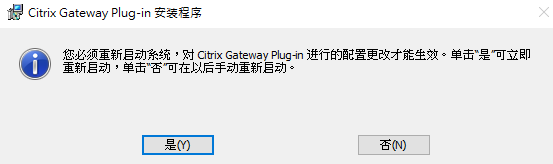 Citrix Gateway Plug-in 安装程序
您必须重新启动系统，对 Citrix Gateway Plug-in 进行的配置更改才能生效。单击“是”可立即
重新启动，单击“否”可在以后手动重新启动。
是(Y)
否(N)